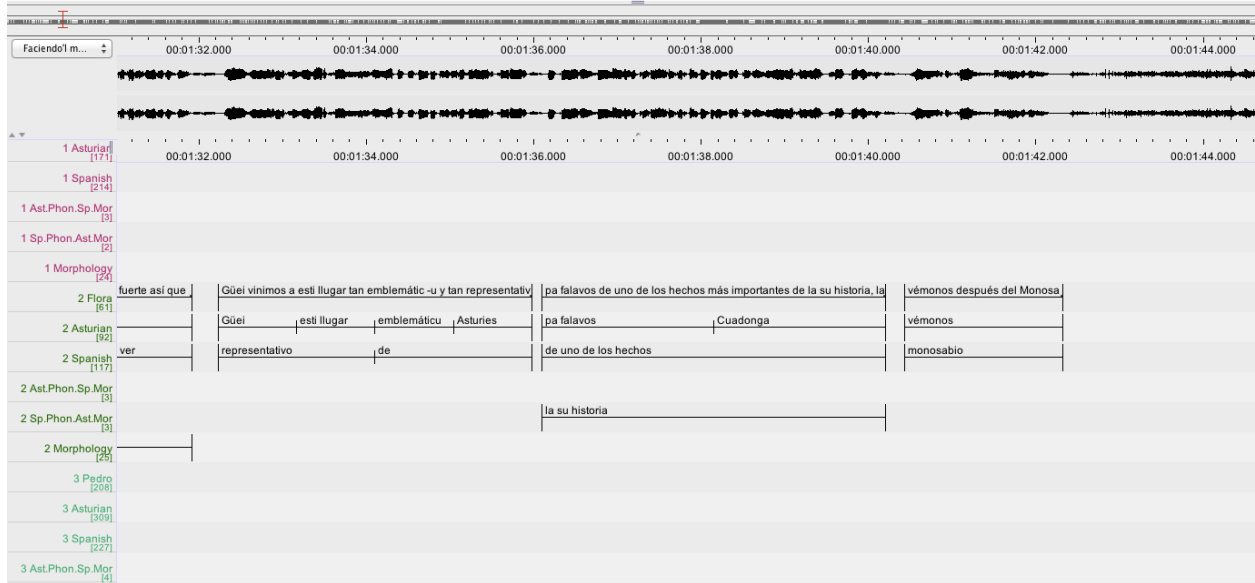 Faciendo'l m...
00:01:32.000 00:01:34.000 00:01:36.000 00:01:38.000 00:01:40.000 00:01:42.000 00:01:44.000
1 Asturian [171] 00:01:32.000 00:01:34.000 00:01:36.000 00:01:38.000 00:01:40.000 00:01:42.000 00:01:44.000
1 Spanish [214]
1 Ast.Phon.Sp.Mor [3]
1 Sp.Phon.Ast.Mor [2]
1 Morphology [24]
2 Flora [61] fuerte así que Güei vinimos a esti llugar tan emblemátic -u y tan representativ pa falavos de uno de los hechos más importantes de la su historia, la vémonos después del Monosa
2 Asturian [92] Güei esti llugar emblemáticu Asturies pa falavos Cuadonga vémonos
2 Spanish [117] ver representativo de de uno de los hechos monosabio
2 Ast.Phon.Sp.Mor [3]
2 Sp.Phon.Ast.Mor [3] la su historia
2 Morphology [25]
3 Pedro [208]
3 Asturian [309]
3 Spanish [227]
3 Ast.Phon.Sp.Mor [4]